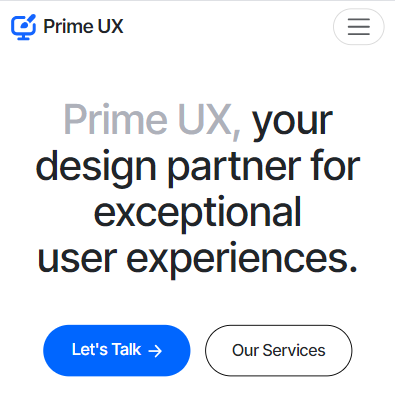 Prime UX
Prime UX, your
design partner for
exceptional
user experiences.
Let's Talk →
Our Services